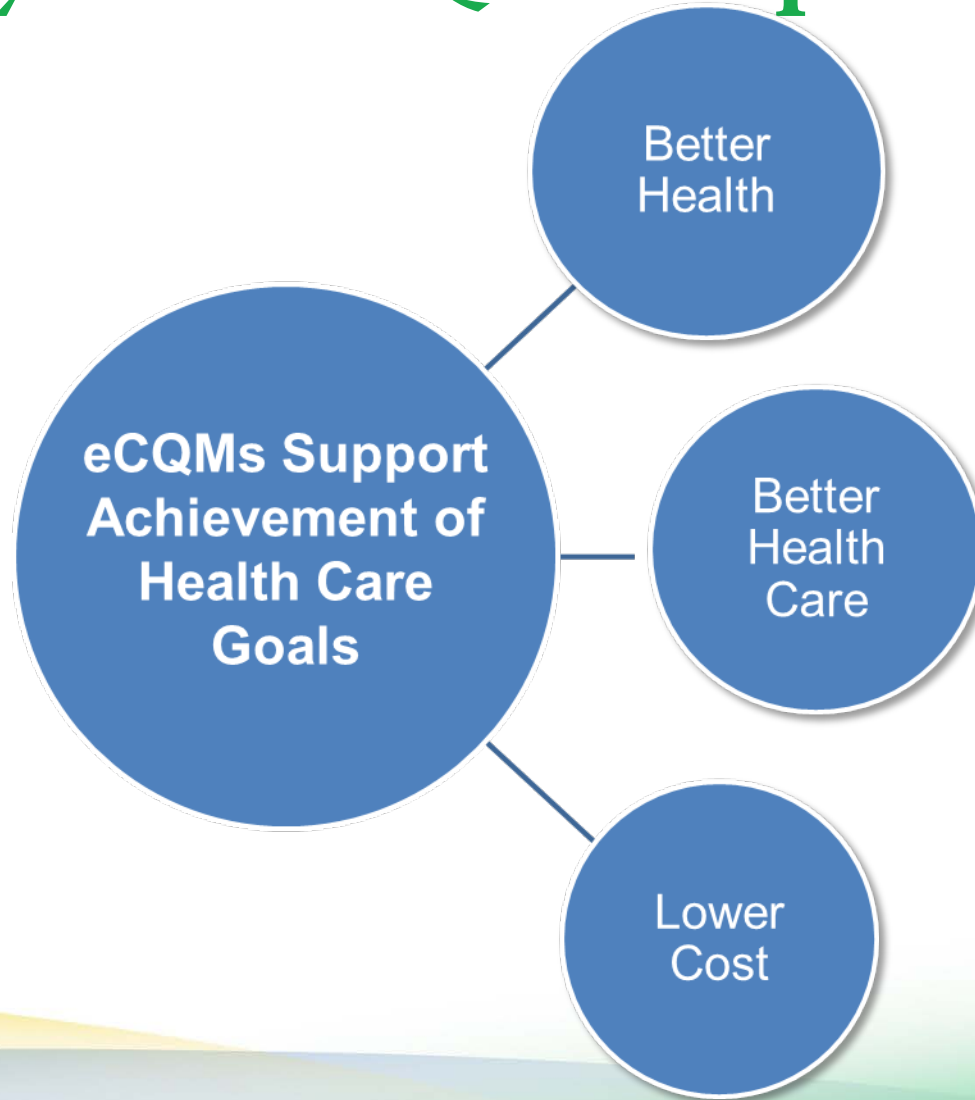 eCQMs Support
Achievement of
Health Care
Goals
Better
Health
Better
Health
Care
Lower
Cost